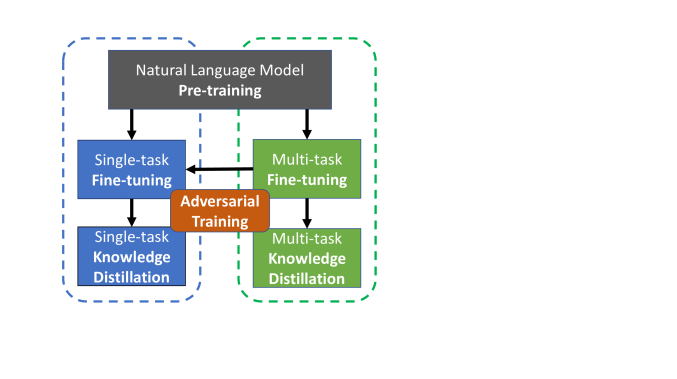 Natural Language Model
Pre-training
Single-task
Fine-tuning
Multi-task
Fine-tuning
Adversarial
Training
Single-task
Knowledge
Distillation
Multi-task
Knowledge
Distillation